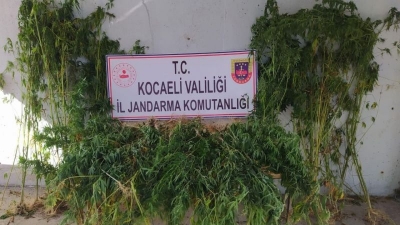 T.C.
KOCAELİ VALİLİĞİ
İL JANDARMA KOMUTANLIĞI